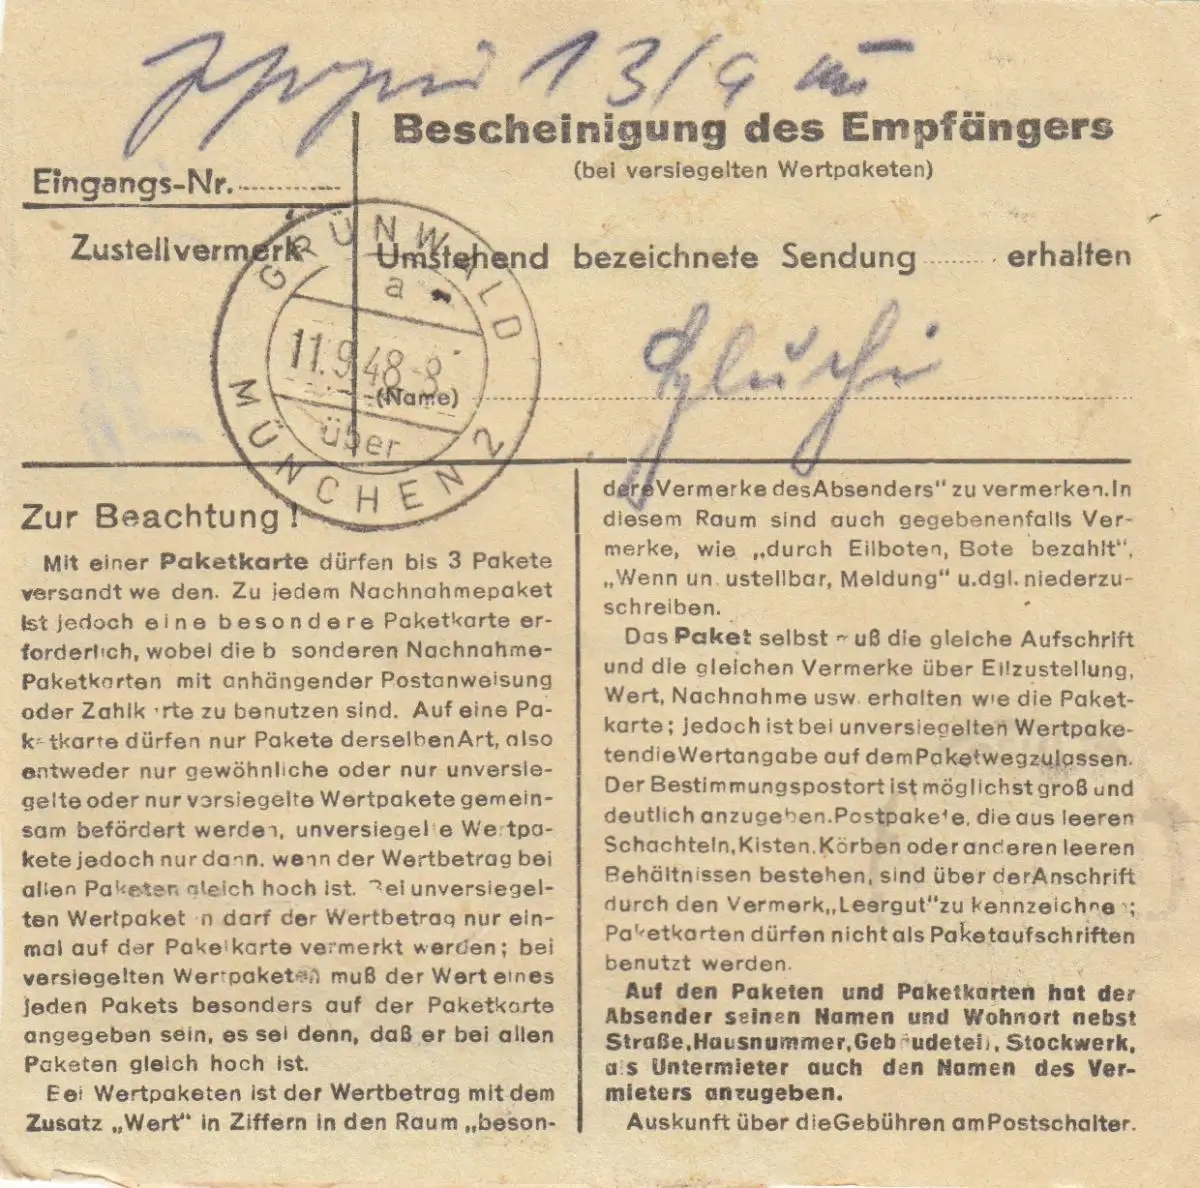 13/9
Bescheinigung des Empfängers
(bei versiegelten Wertpaketen)
Eingangs-Nr.
Zustellvermerk
Umstehend bezeichnete Sendung ........ erhalten
(Name)
GRÜNWALD
a
11.9.48-8
über
MÜNCHEN 2
Zur Beachtung!
Mit einer Paketkarte dürfen bis 3 Pakete
versandt we den. Zu jedem Nachnahmepaket
ist jedoch eine besondere Paketkarte er-
forderlich, wobei die b sonderen Nachnahme-
Paketkarten mit anhängender Postanweisung
oder Zahlk rte zu benutzen sind. Auf eine Pa-
k tkarte dürfen nur Pakete derselben Art, also
entweder nur gewöhnliche oder nur unversie-
gelte oder nur versiegelte Wertpakete gemein-
sam befördert werden, unversiegelte Wertpa-
kete jedoch nur dann, wenn der Wertbetrag bei
allen Paketen gleich hoch ist. Bei unversiegel-
ten Wertpaket n darf der Wertbetrag nur ein-
mal auf der Paketkarte vermerkt werden; bei
versiegelten Wertpaketen muß der Wert eines
jeden Pakets besonders auf der Paketkarte
angegeben sein, es sei denn, daß er bei allen
Paketen gleich hoch ist.
Bei Wertpaketen ist der Wertbetrag mit dem
Zusatz „Wert" in Ziffern in den Raum „beson-
dere Vermerke des Absenders" zu vermerken. In
diesem Raum sind auch gegebenenfalls Ver-
merke, wie „durch Eilboten, Bote bezahlt",
„Wenn un ustellbar, Meldung" u.dgl. niederzu-
schreiben.
Das Paket selbst muß die gleiche Aufschrift
und die gleichen Vermerke über Eilzustellung,
Wert, Nachnahme usw. erhalten wie die Paket-
karte; jedoch ist bei unversiegelten Wertpake-
ten die Wertangabe auf dem Paket wegzulassen.
Der Bestimmungspostort ist möglichst groß und
deutlich anzugeben. Postpakete, die aus leeren
Schachteln, Kisten, Körben oder anderen leeren
Behältnissen bestehen, sind über der Anschrift
durch den Vermerk „Leergut" zu kennzeichnen;
Paketkarten dürfen nicht als Paketaufschriften
benutzt werden.
Auf den Paketen und Paketkarten hat der
Absender seinen Namen und Wohnort nebst
Straße, Hausnummer, Gebäudeteil, Stockwerk,
als Untermieter auch den Namen des Ver-
mieters anzugeben.
Auskunft über die Gebühren am Postschalter.